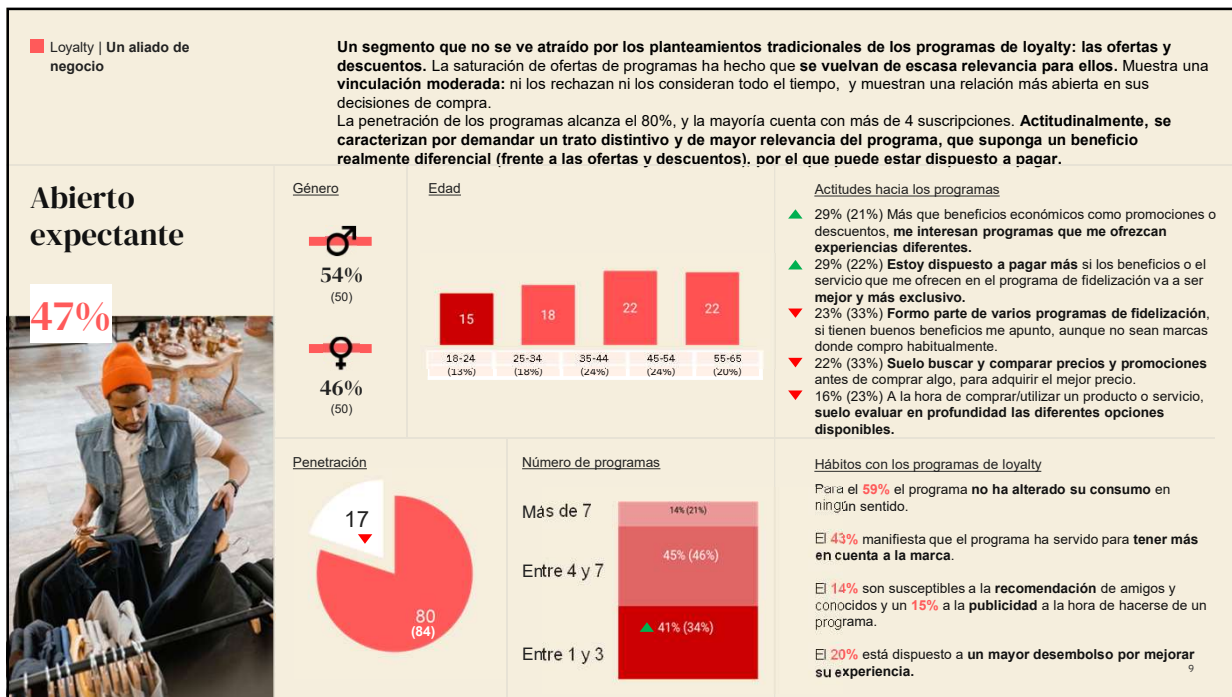 Loyalty | Un aliado de
negocio
Un segmento que no se ve atraído por los planteamientos tradicionales de los programas de loyalty: las ofertas y
descuentos. La saturación de ofertas de programas ha hecho que se vuelvan de escasa relevancia para ellos. Muestra una
vinculación moderada: ni los rechazan ni los consideran todo el tiempo, y muestran una relación más abierta en sus
decisiones de compra.
La penetración de los programas alcanza el 80%, y la mayoría cuenta con más de 4 suscripciones. Actitudinalmente, se
caracterizan por demandar un trato distintivo y de mayor relevancia del programa, que suponga un beneficio
realmente diferencial (frente a las ofertas y descuentos), por el que puede estar dispuesto a pagar.
Abierto
expectante
47%
Género
54%
(50)
46%
(50)
Edad
15
18
22
22
22
18-24
25-34
35-44
45-54
55-65
(13%)
(18%)
(24%)
(24%)
(20%)
Actitudes hacia los programas
29% (21%) Más que beneficios económicos como promociones o
descuentos, me interesan programas que me ofrezcan
experiencias diferentes.
29% (22%) Estoy dispuesto a pagar más si los beneficios o el
servicio que me ofrecen en el programa de fidelización va a ser
mejor y más exclusivo.
23% (33%) Formo parte de varios programas de fidelización,
si tienen buenos beneficios me apunto, aunque no sean marcas
donde compro habitualmente.
22% (33%) Suelo buscar y comparar precios y promociones
antes de comprar algo, para adquirir el mejor precio.
16% (23%) A la hora de comprar/utilizar un producto o servicio,
suelo evaluar en profundidad las diferentes opciones
disponibles.
Penetración
17
80
(84)
Número de programas
Más de 7
14% (21%)
Entre 4 y 7
45% (46%)
Entre 1 y 3
41% (34%)
Hábitos con los programas de loyalty
Para el 59% el programa no ha alterado su consumo en
ningún sentido.
El 43% manifiesta que el programa ha servido para tener más
en cuenta a la marca.
El 14% son susceptibles a la recomendación de amigos y
conocidos y un 15% a la publicidad a la hora de hacerse de un
programa.
El 20% está dispuesto a un mayor desembolso por mejorar
su experiencia.
9